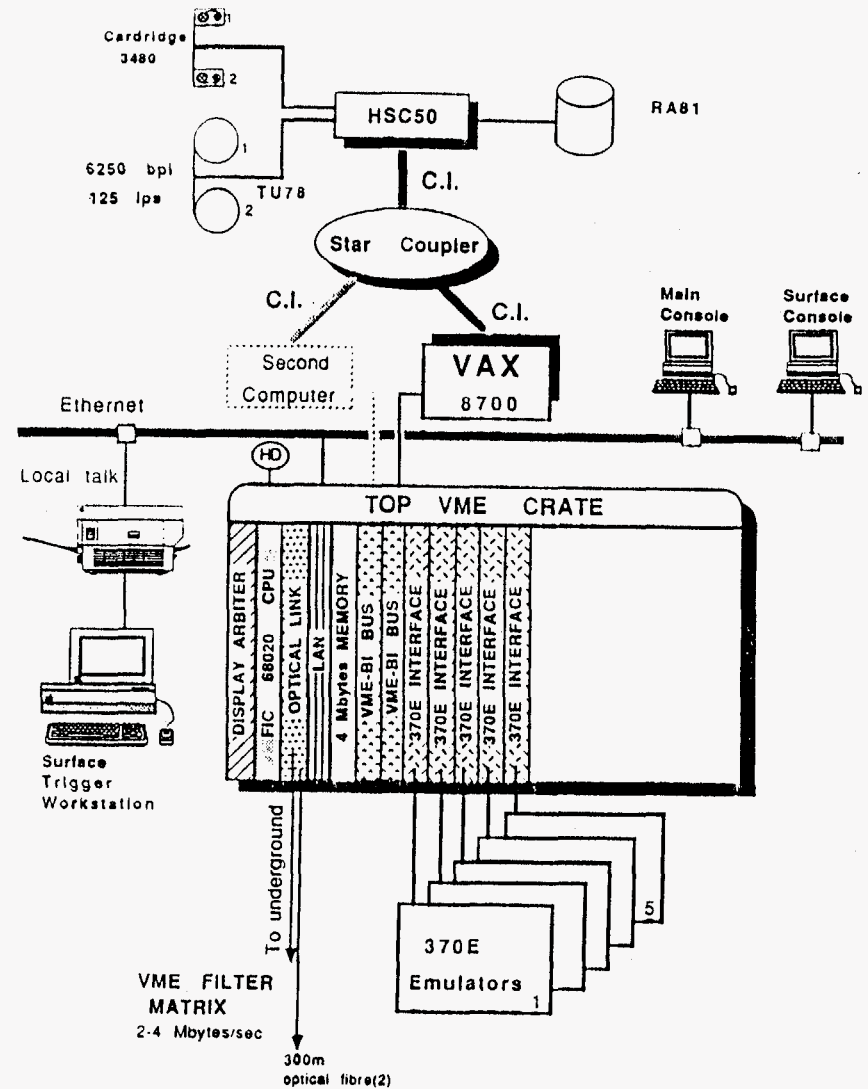 1
Cardridge
3480
2
HSC50
RA81
1
6250 bpi
125 ips
TU78
2
C.I.
Star Coupler
C.I.
C.I.
Main
Console
Surface
Console
Second
Computer
VAX
8700
Ethernet
HD
Local talk
TOP VME CRATE
DISPLAY ARBITER
FIC 68020 CPU
OPTICAL LINK
LAN
4 Mbytes MEMORY
VME-BI BUS
VME-BI BUS
370E INTERFACE
370E INTERFACE
370E INTERFACE
370E INTERFACE
370E INTERFACE
Surface
Trigger
Workstation
To underground
5
370E
Emulators
1
VME FILTER
MATRIX
2-4 Mbytes/sec
300m
optical fibre(2)